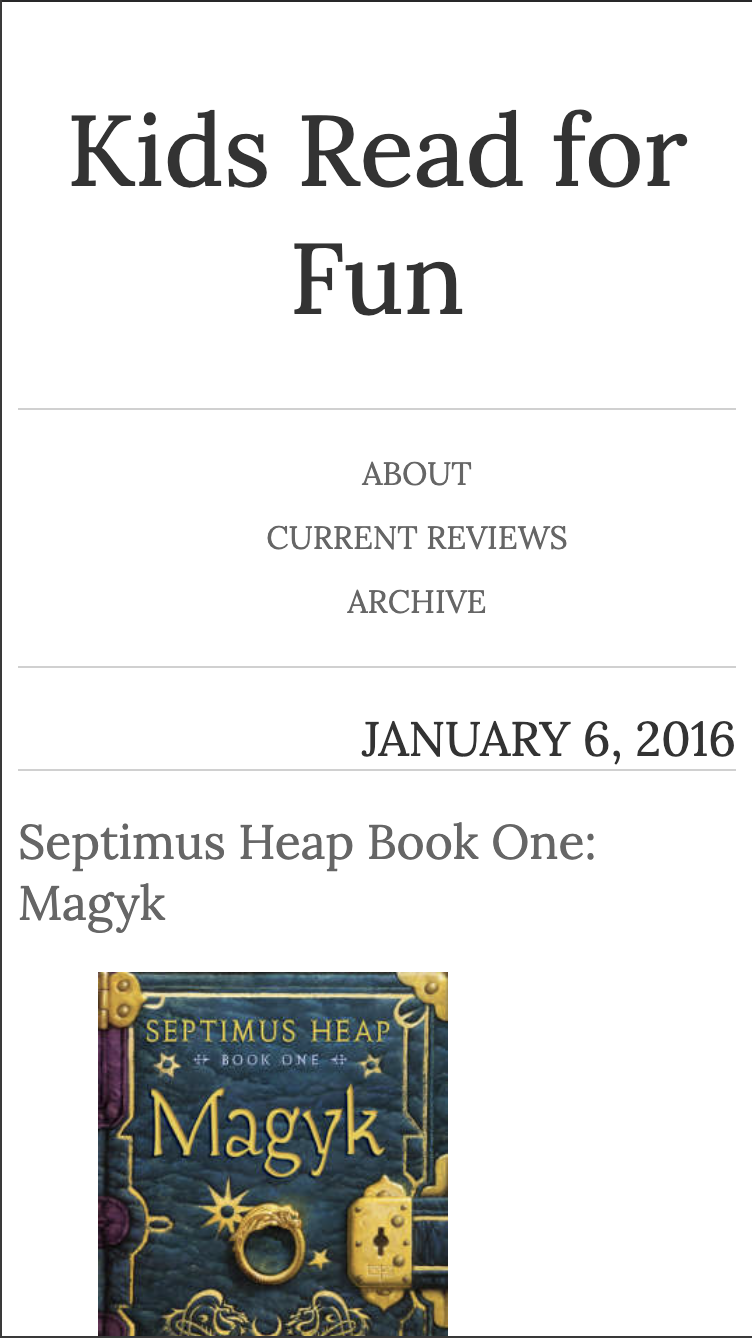 Kids Read for
Fun
ABOUT
CURRENT REVIEWS
ARCHIVE
JANUARY 6, 2016
Septimus Heap Book One:
Magyk
SEPTIMUS HEAP
BOOK ONE
Magyk